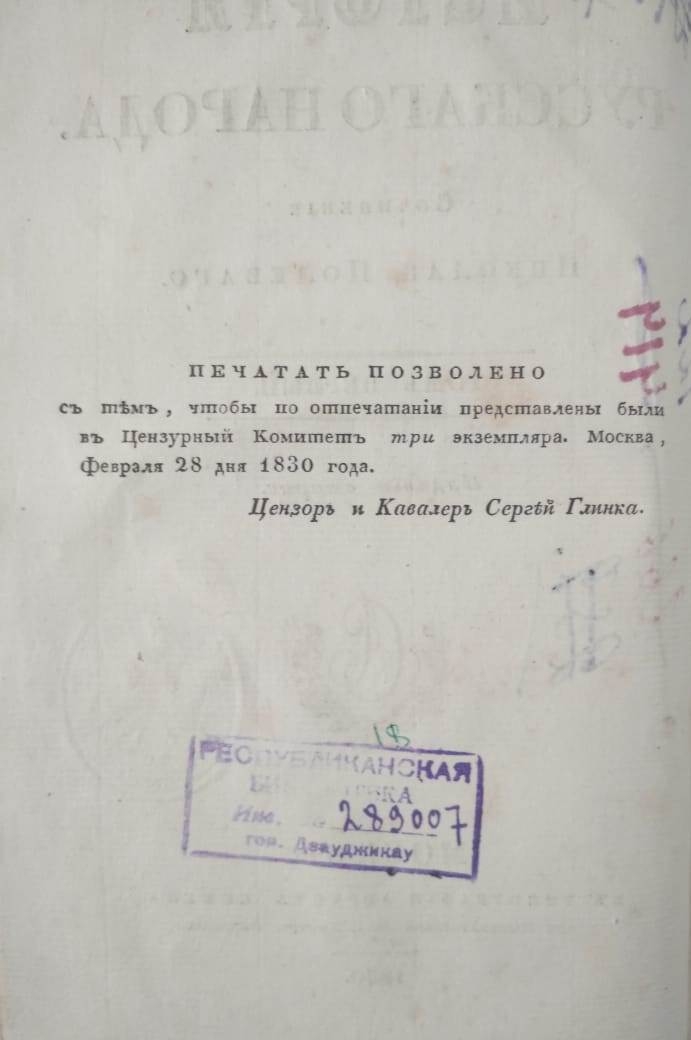 ПЕЧАТАТЬ ПОЗВОЛЕНО
съ тѣмъ, чтобы по отпечатаніи представлены были
въ Цензурный Комитетъ три экземпляра. Москва,
Февраля 28 дня 1830 года.
Цензоръ и Кавалеръ Сергѣй Глинка.
18
РЕСПУБЛИКАНСКАЯ
БИБЛИОТЕКА
Инв. 289007
гор. Дзауджикау